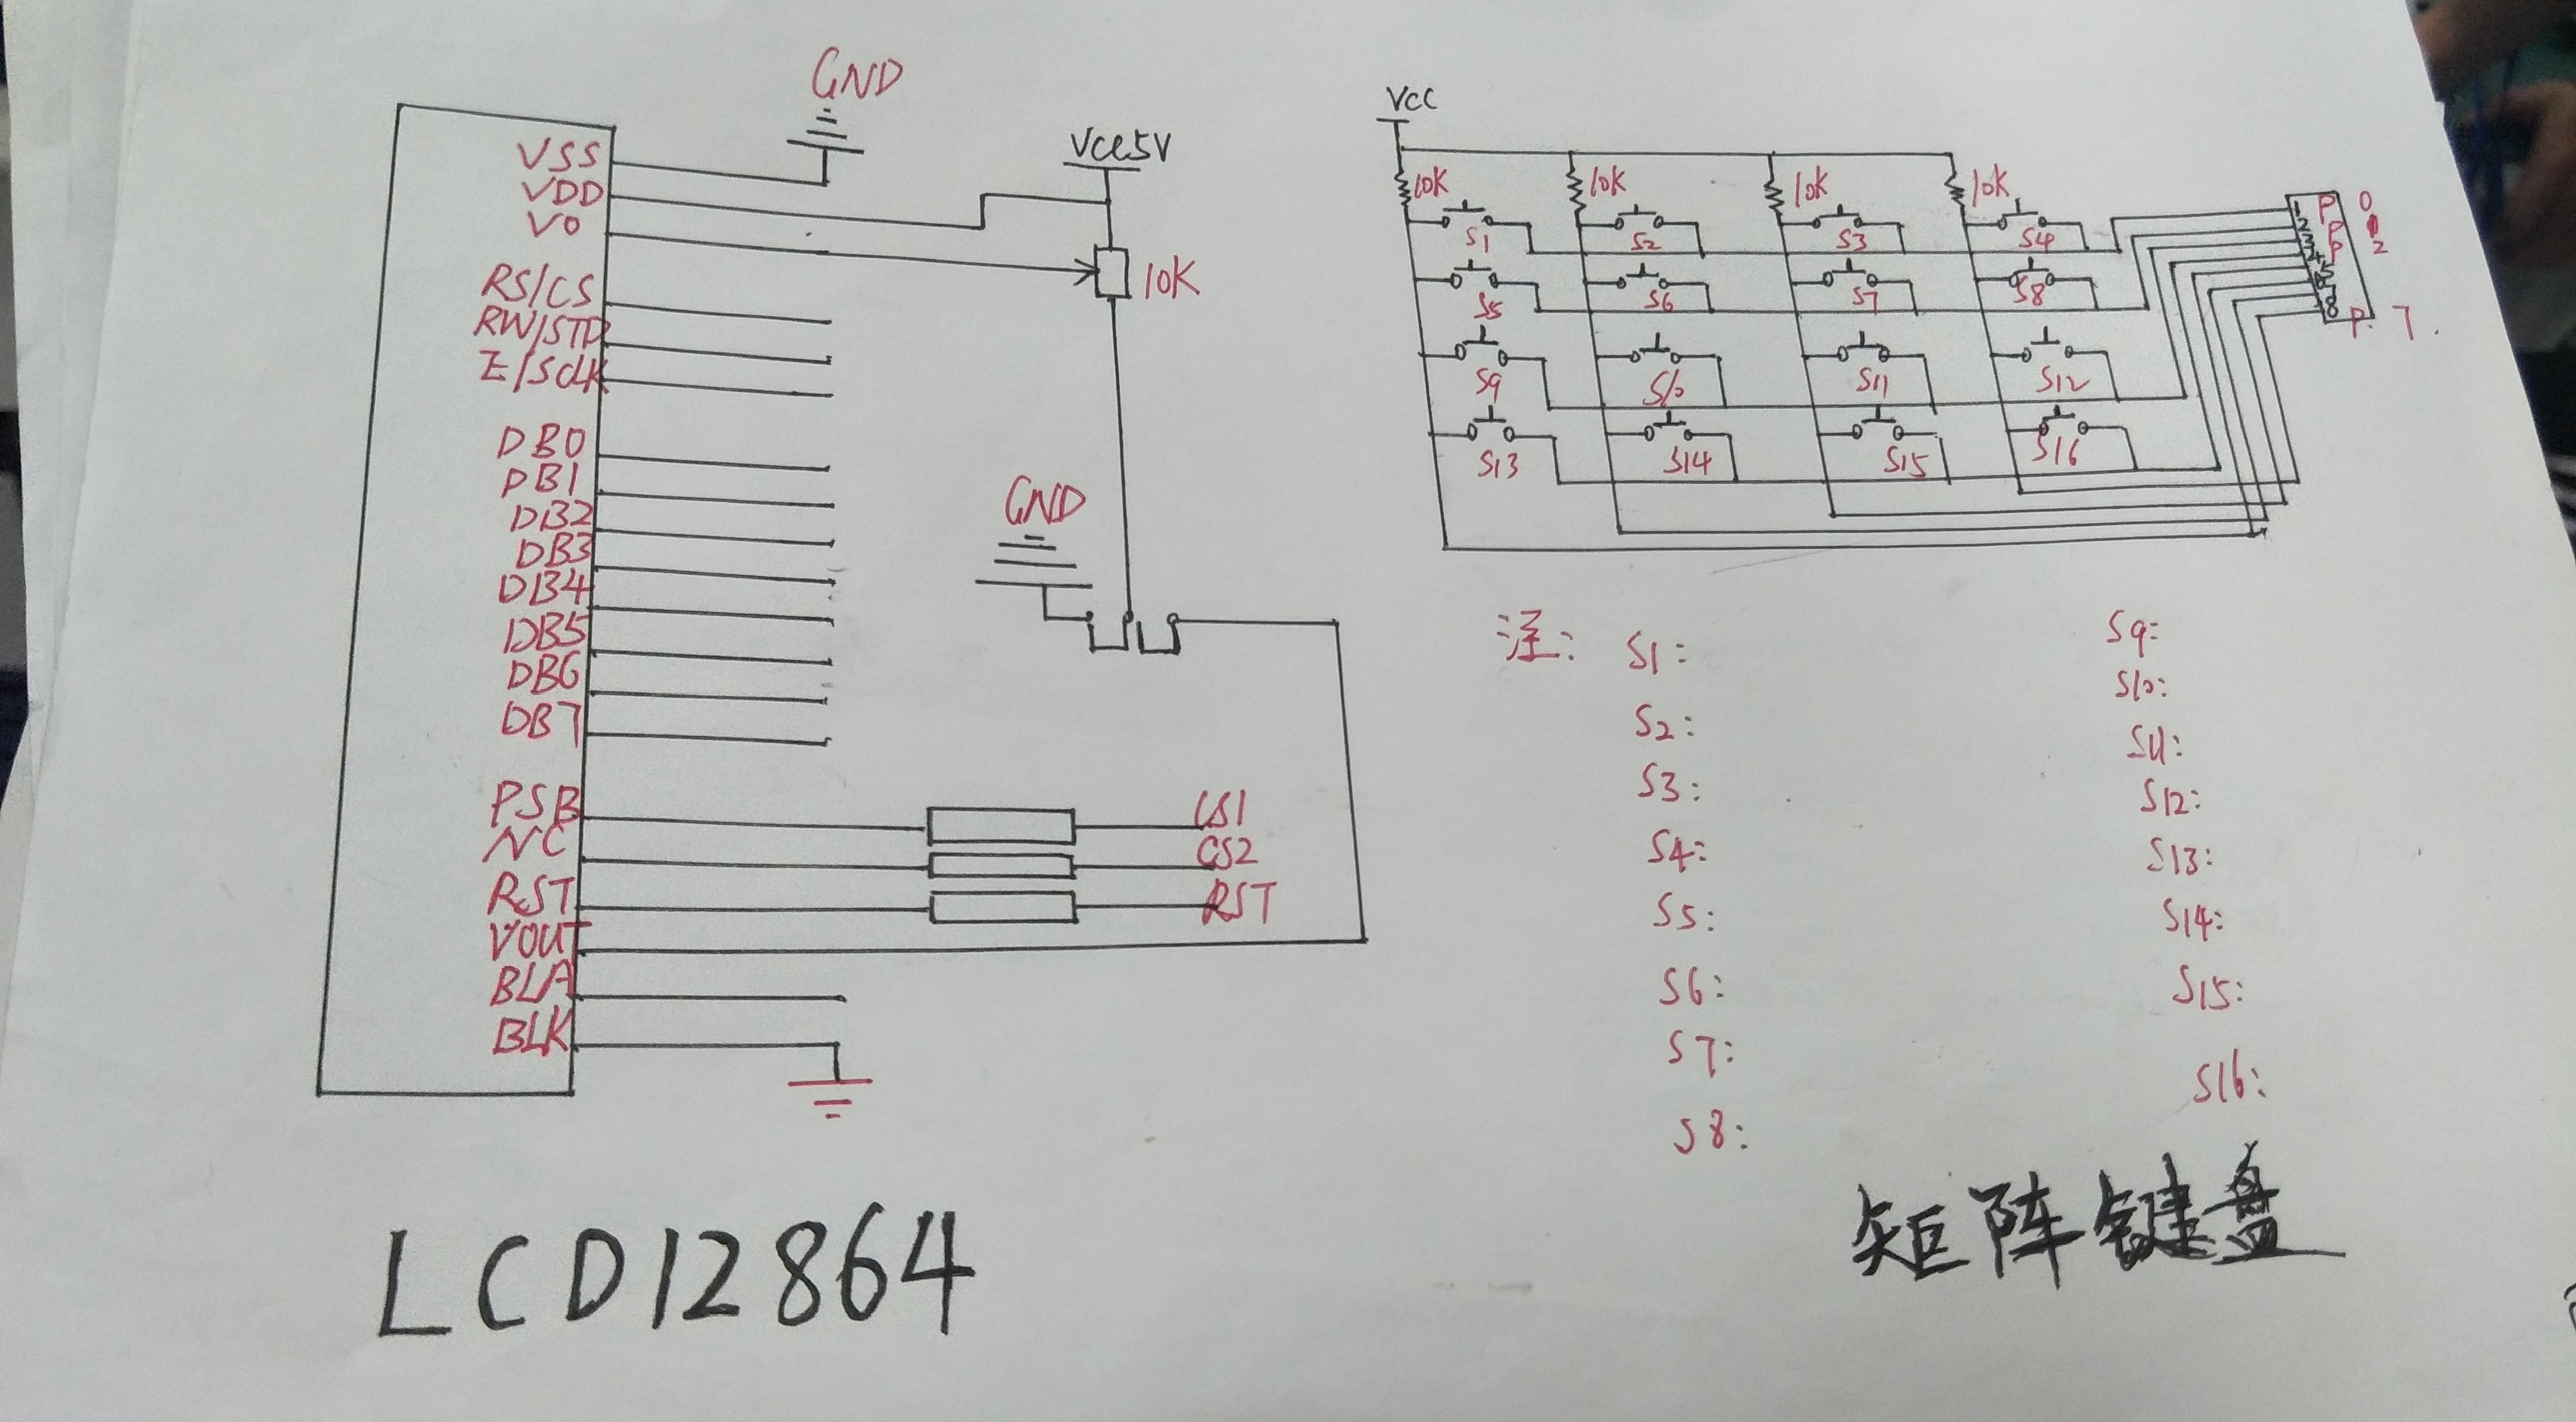 GND
VSS
VDD
VO
RS/CS
RW/STD
E/SCLK
DB0
DB1
DB2
DB3
DB4
DB5
DB6
DB7
PSB
NC
RST
VOUT
BLA
BLK
VCC5V
10K
GND
CS1
CS2
RST
LCD12864
VCC
10K 10K 10K 10K
S1 S2 S3 S4
S5 S6 S7 S8
S9 S10 S11 S12
S13 S14 S15 S16
1 P 0
2 P 1
3 P 2
4
5
6
7
8 P. 7
注:
S1:
S2:
S3:
S4:
S5:
S6:
S7:
S8:
S9:
S10:
S11:
S12:
S13:
S14:
S15:
S16:
矩阵键盘